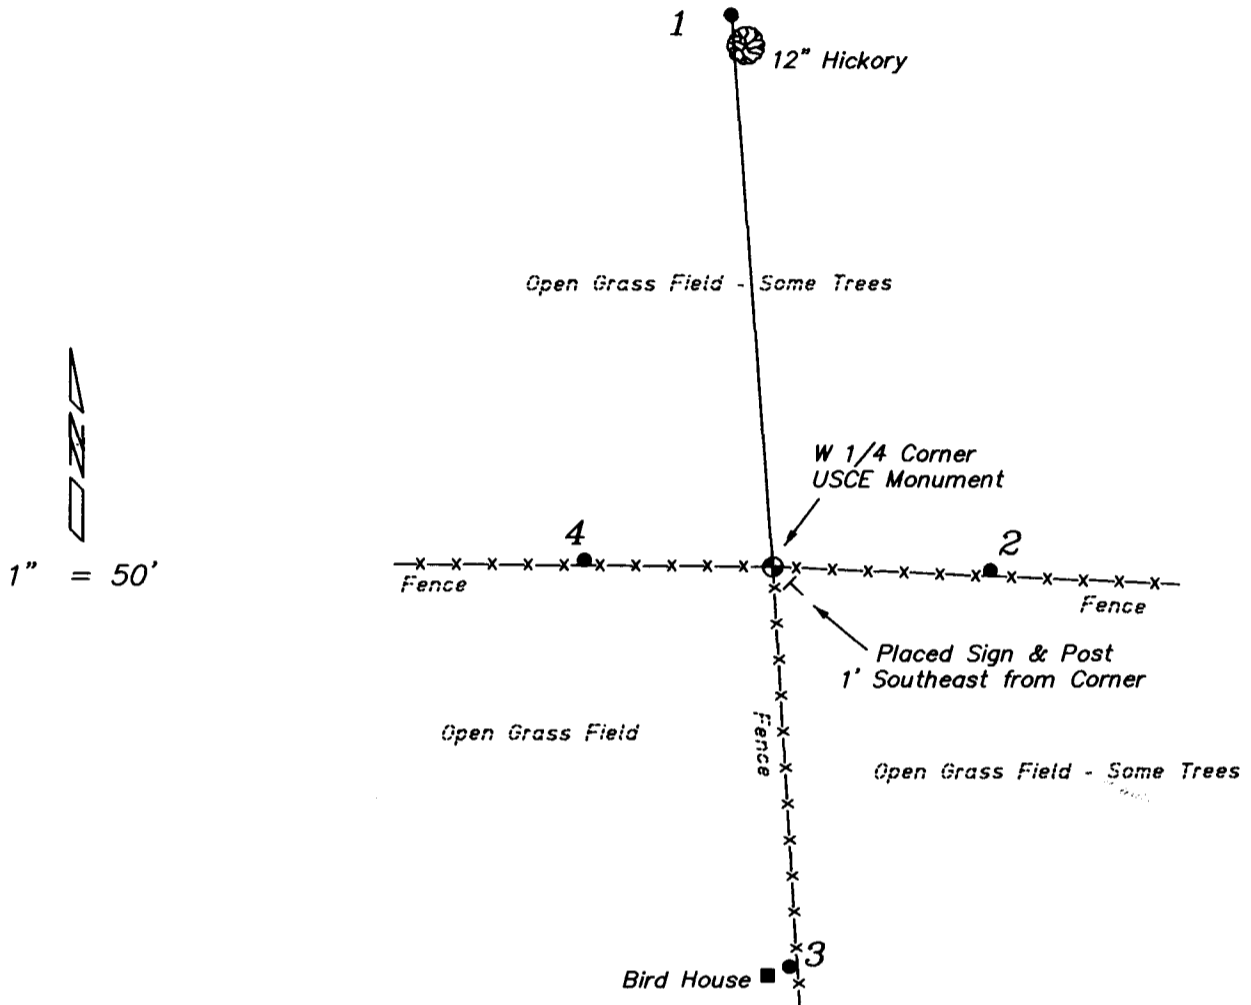 1
12" Hickory
Open Grass Field - Some Trees
W 1/4 Corner
USCE Monument
N
4
2
1" = 50'
Fence
Fence
Placed Sign & Post
1' Southeast from Corner
Fence
Open Grass Field
Open Grass Field - Some Trees
3
Bird House